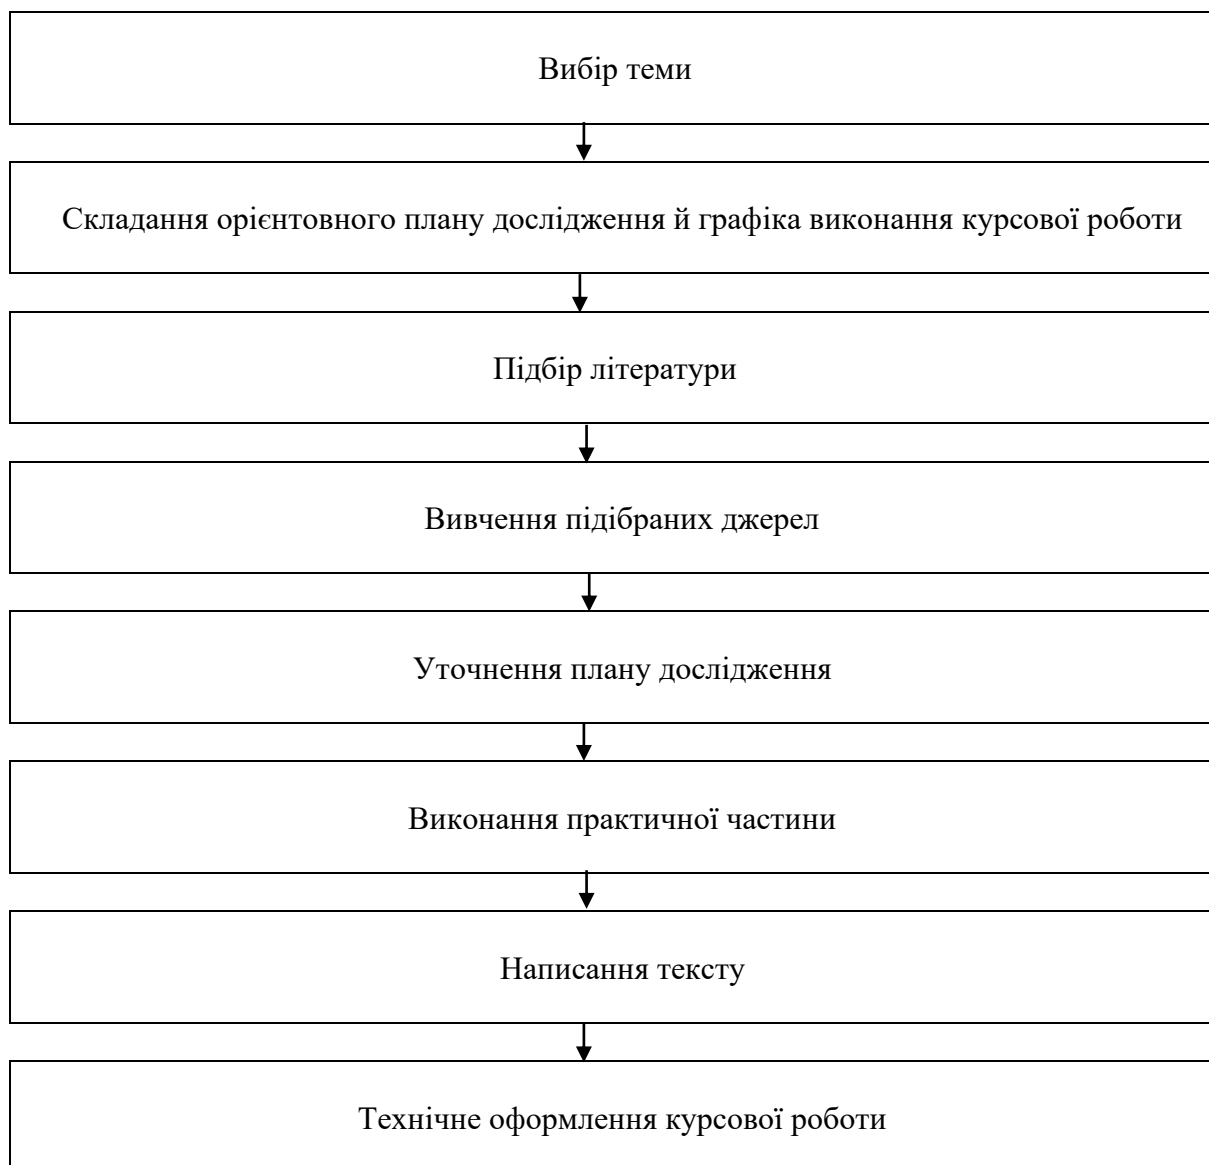 Вибір теми
Складання орієнтовного плану дослідження й графіка виконання курсової роботи
Підбір літератури
Вивчення підібраних джерел
Уточнення плану дослідження
Виконання практичної частини
Написання тексту
Технічне оформлення курсової роботи